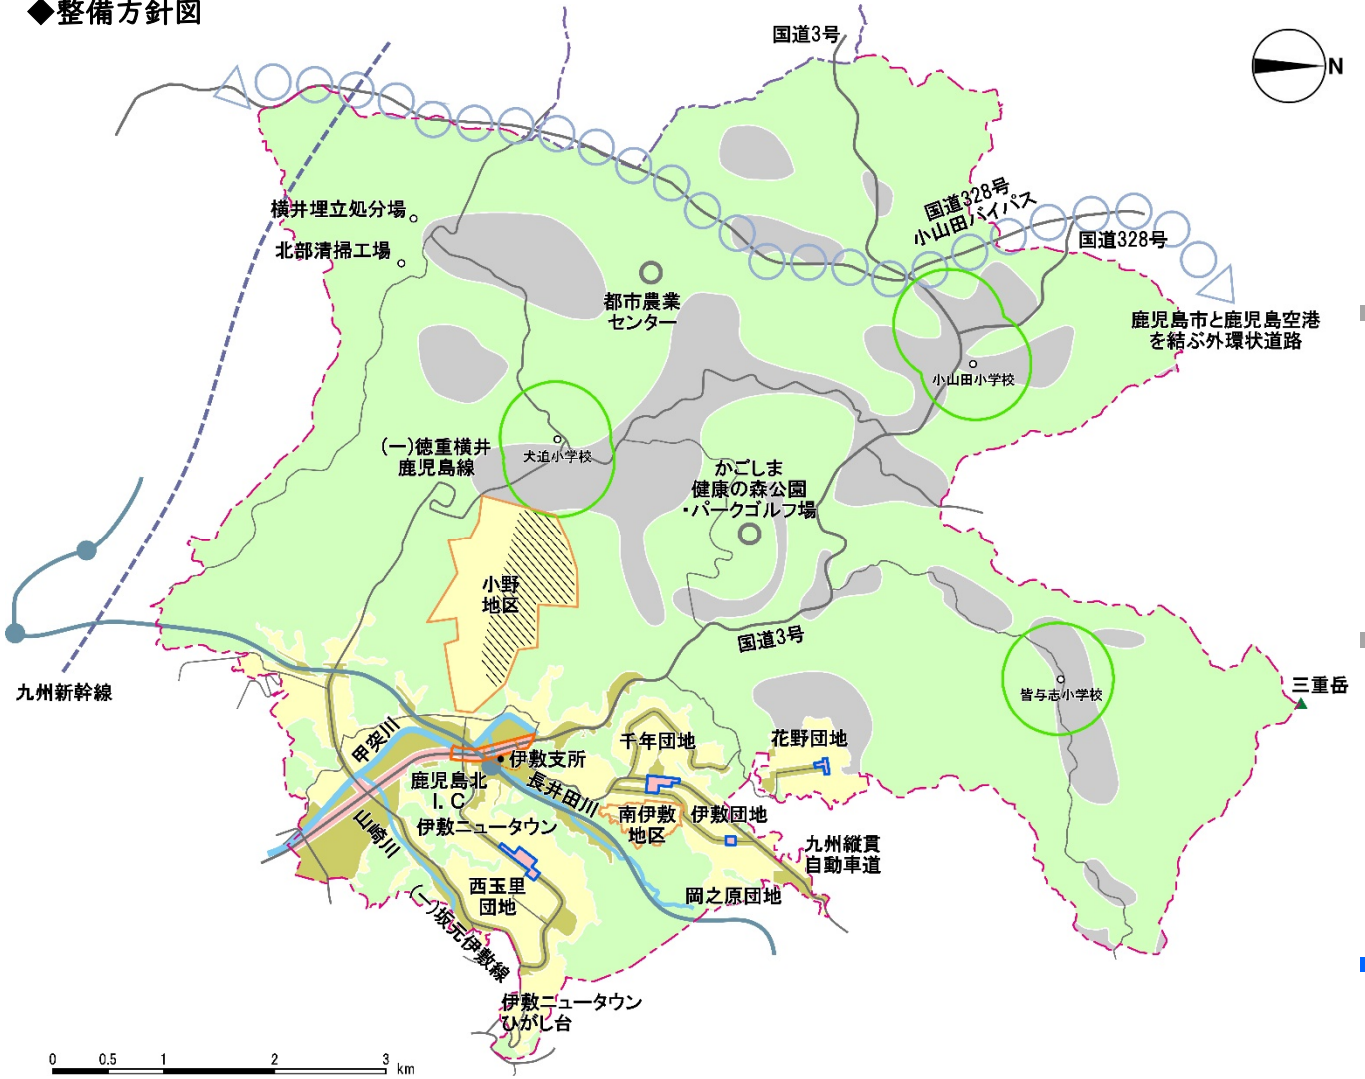 ◆整備方針図
国道3号
N
国道328号
小山田バイパス
国道328号
横井埋立処分場
北部清掃工場
都市農業
センター
鹿児島市と鹿児島空港
を結ぶ外環状道路
小山田小学校
(一)徳重横井
鹿児島線
犬迫小学校
かごしま
健康の森公園
・パークゴルフ場
小野
地区
国道3号
九州新幹線
皆与志小学校
三重岳
甲突川
千年団地
花野団地
伊敷支所
鹿児島北
I.C
長井田川
南伊敷
地区
伊敷団地
山崎川
伊敷ニュータウン
九州縦貫
自動車道
西玉里
団地
岡之原団地
(一)坂元伊敷線
伊敷ニュータウン
ひがし台
0 0.5 1 2 3 km